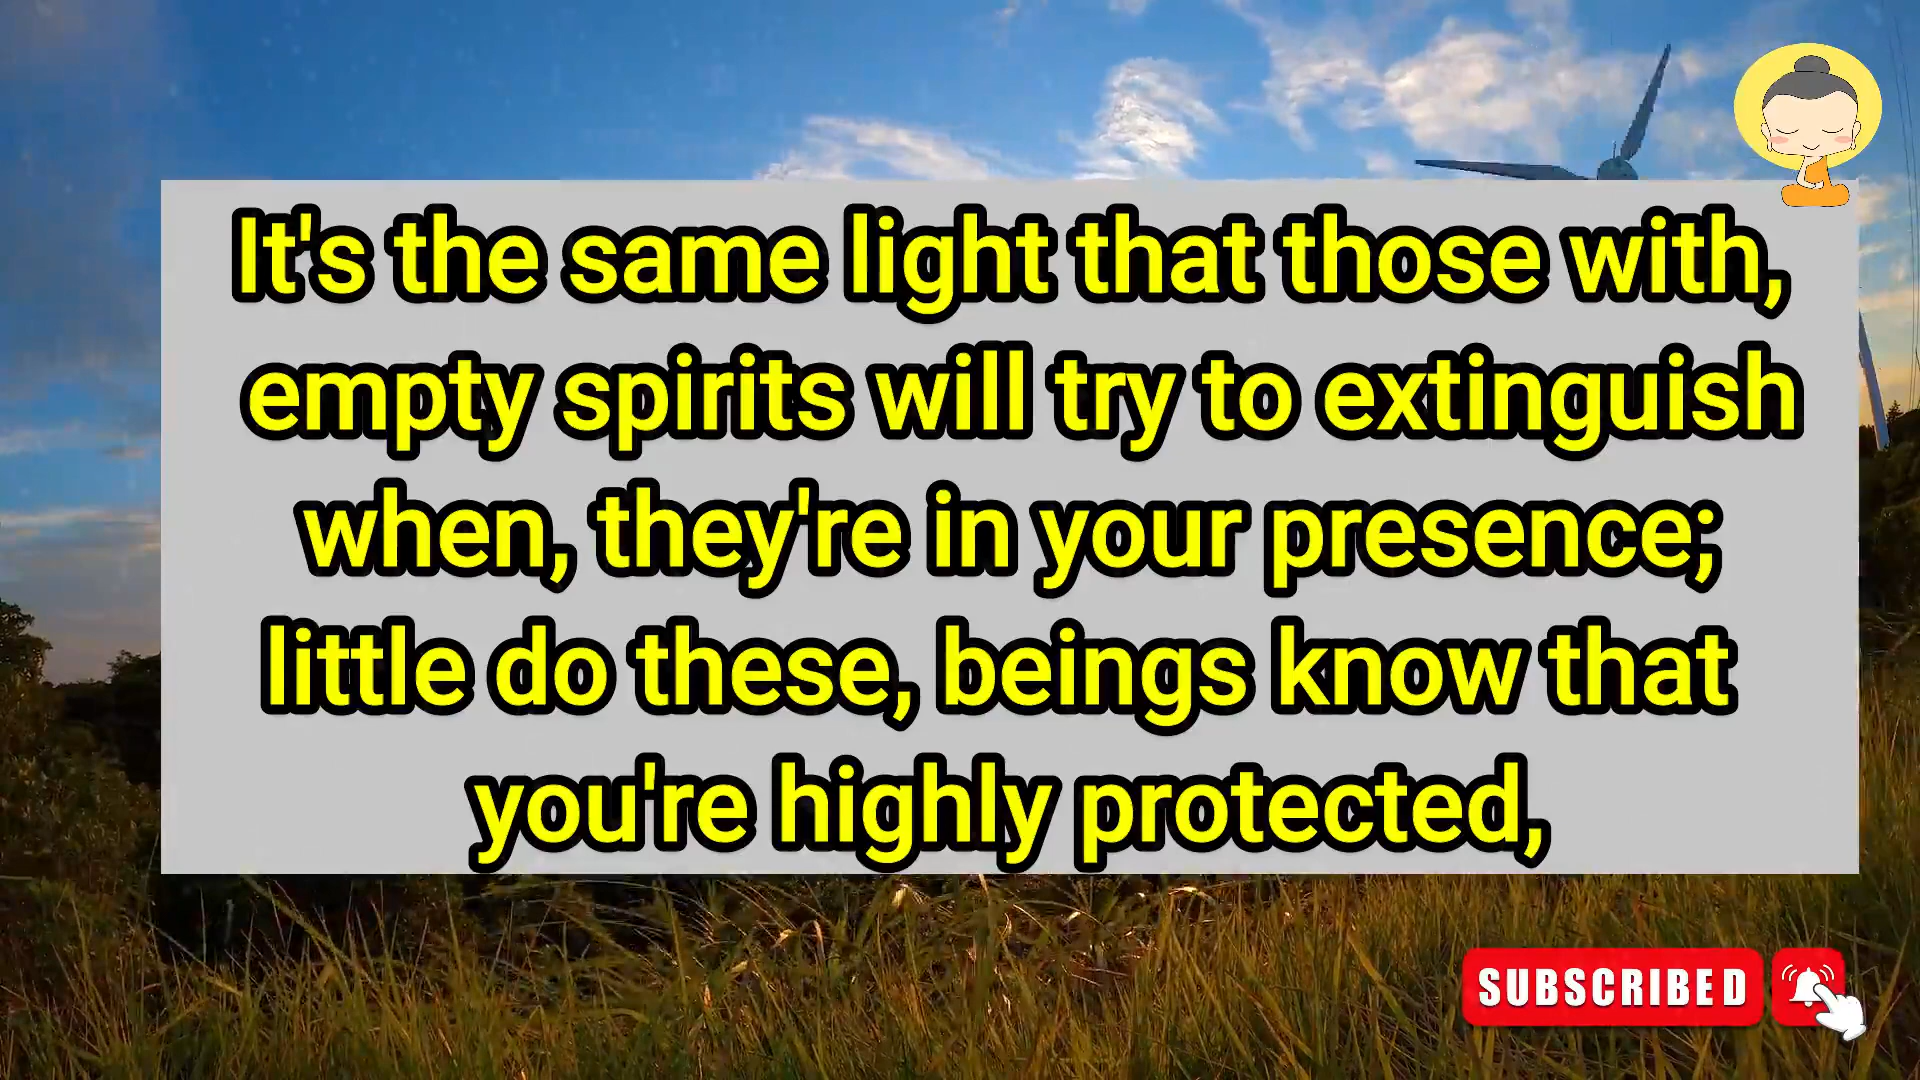 It's the same light that those with,
empty spirits will try to extinguish
when, they're in your presence;
little do these, beings know that
you're highly protected,
SUBSCRIBED